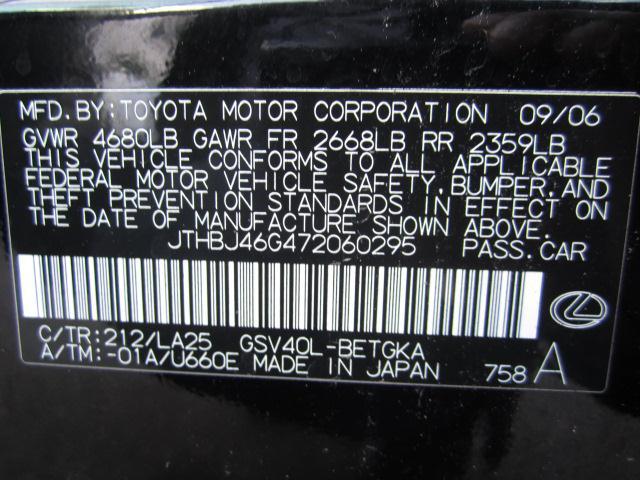 MFD.BY:TOYOTA MOTOR CORPORATION 09/06
GVWR 4680LB GAWR FR 2668LB RR 2359LB
THIS VEHICLE CONFORMS TO ALL APPLICABLE
FEDERAL MOTOR VEHICLE SAFETY,BUMPER,AND
THEFT PREVENTION STANDARDS IN EFFECT ON
THE DATE OF MANUFACTURE SHOWN ABOVE.
JTHBJ46G472060295 PASS.CAR
C/TR:212/LA25 GSV40L-BETGKA
A/TM:-01A/U660E MADE IN JAPAN 758 A